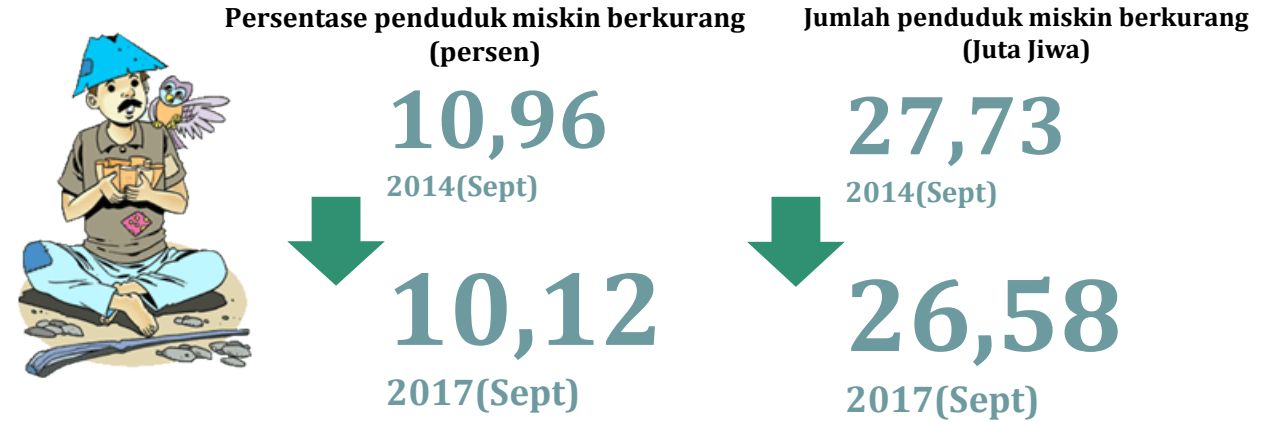 Persentase penduduk miskin berkurang
(persen)
10,96
2014(Sept)
10,12
2017(Sept)
Jumlah penduduk miskin berkurang
(Juta Jiwa)
27,73
2014(Sept)
26,58
2017(Sept)